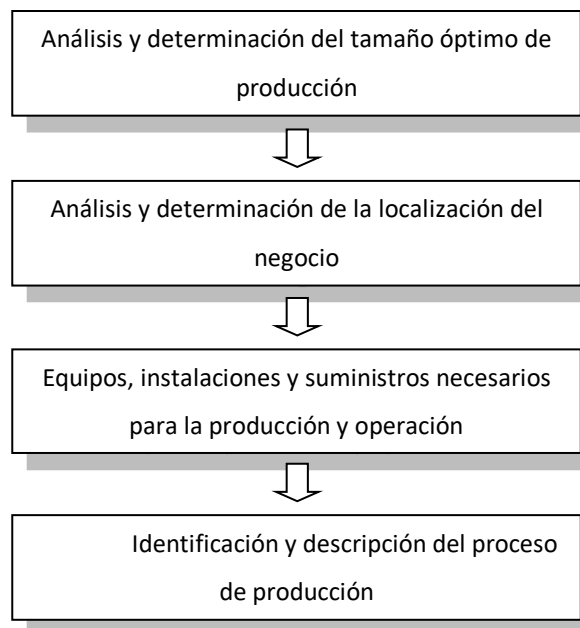 Análisis y determinación del tamaño óptimo de
producción
Análisis y determinación de la localización del
negocio
Equipos, instalaciones y suministros necesarios
para la producción y operación
Identificación y descripción del proceso
de producción